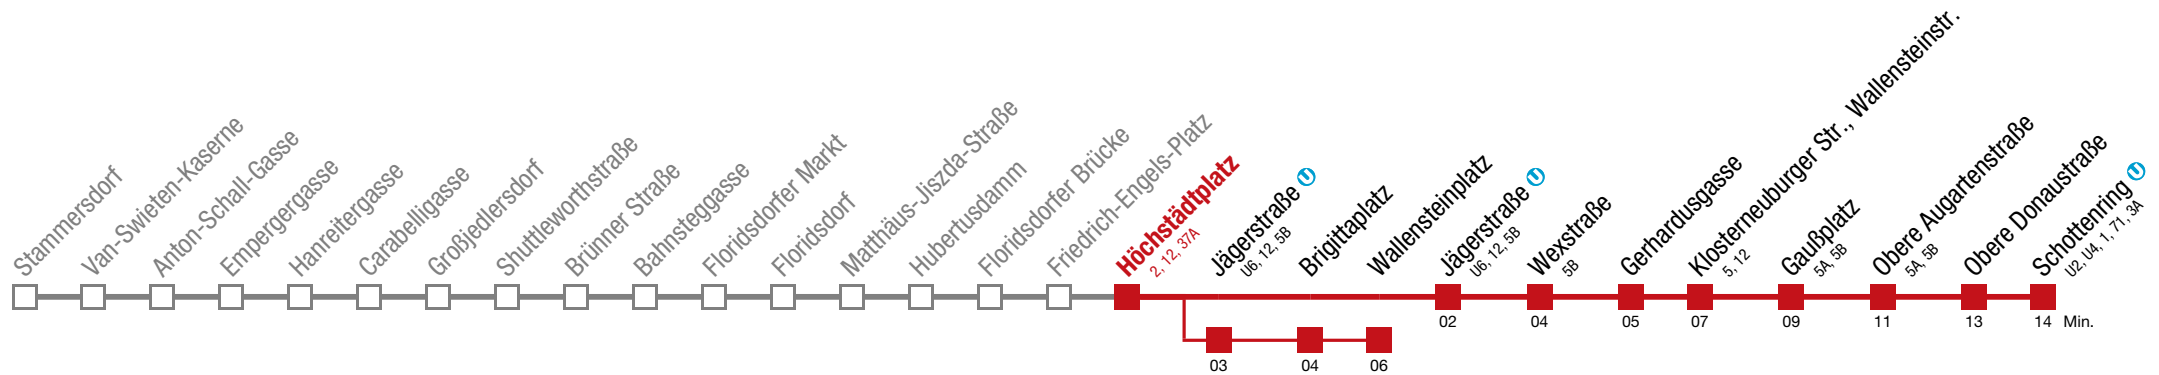 Stammersdorf
Van-Swieten-Kaserne
Anton-Schall-Gasse
Empergergasse
Hanreitergasse
Carabelligasse
Großjedlersdorf
Shuttleworthstraße
Brünner Straße
Bahnsteggasse
Floridsdorfer Markt
Floridsdorf
Matthäus-Jiszda-Straße
Hubertusdamm
Floridsdorfer Brücke
Friedrich-Engels-Platz
Höchstädtplatz
2, 12, 37A
Jägerstraße U
U6, 12, 5B
Brigittaplatz
Wallensteinplatz
Jägerstraße U
U6, 12, 5B
Wexstraße
5B
Gerhardusgasse
Klosterneuburger Str., Wallensteinstr.
5, 12
Gaußplatz
5A, 5B
Obere Augartenstraße
5A, 5B
Obere Donaustraße
Schottenring U
U2, U4, 1, 71, 3A
02 04 05 07 09 11 13 14 Min.
03 04 06